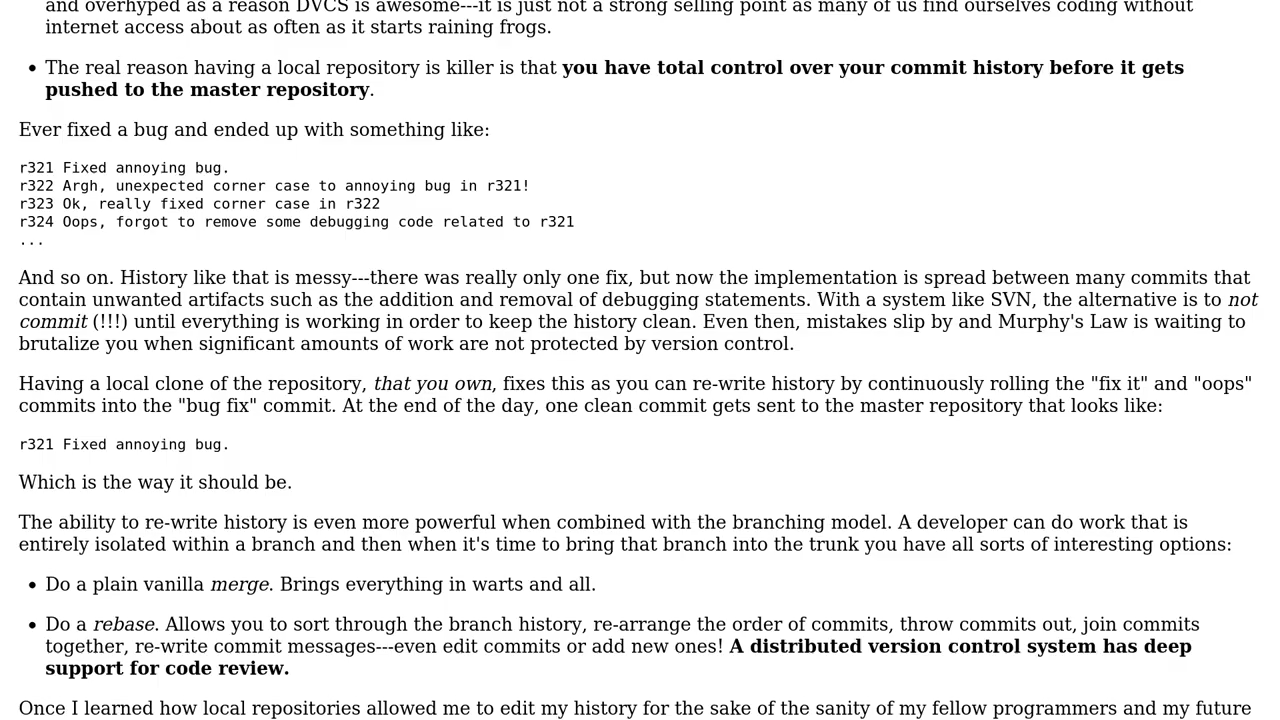 and overhyped as a reason DVCS is awesome---it is just not a strong selling point as many of us find ourselves coding without
internet access about as often as it starts raining frogs.
• The real reason having a local repository is killer is that you have total control over your commit history before it gets
pushed to the master repository.
Ever fixed a bug and ended up with something like:
r321 Fixed annoying bug.
r322 Argh, unexpected corner case to annoying bug in r321!
r323 Ok, really fixed corner case in r322
r324 Oops, forgot to remove some debugging code related to r321
...
And so on. History like that is messy---there was really only one fix, but now the implementation is spread between many commits that
contain unwanted artifacts such as the addition and removal of debugging statements. With a system like SVN, the alternative is to not
commit (!!!) until everything is working in order to keep the history clean. Even then, mistakes slip by and Murphy's Law is waiting to
brutalize you when significant amounts of work are not protected by version control.
Having a local clone of the repository, that you own, fixes this as you can re-write history by continuously rolling the "fix it" and "oops"
commits into the "bug fix" commit. At the end of the day, one clean commit gets sent to the master repository that looks like:
r321 Fixed annoying bug.
Which is the way it should be.
The ability to re-write history is even more powerful when combined with the branching model. A developer can do work that is
entirely isolated within a branch and then when it's time to bring that branch into the trunk you have all sorts of interesting options:
• Do a plain vanilla merge. Brings everything in warts and all.
• Do a rebase. Allows you to sort through the branch history, re-arrange the order of commits, throw commits out, join commits
together, re-write commit messages---even edit commits or add new ones! A distributed version control system has deep
support for code review.
Once I learned how local repositories allowed me to edit my history for the sake of the sanity of my fellow programmers and my future